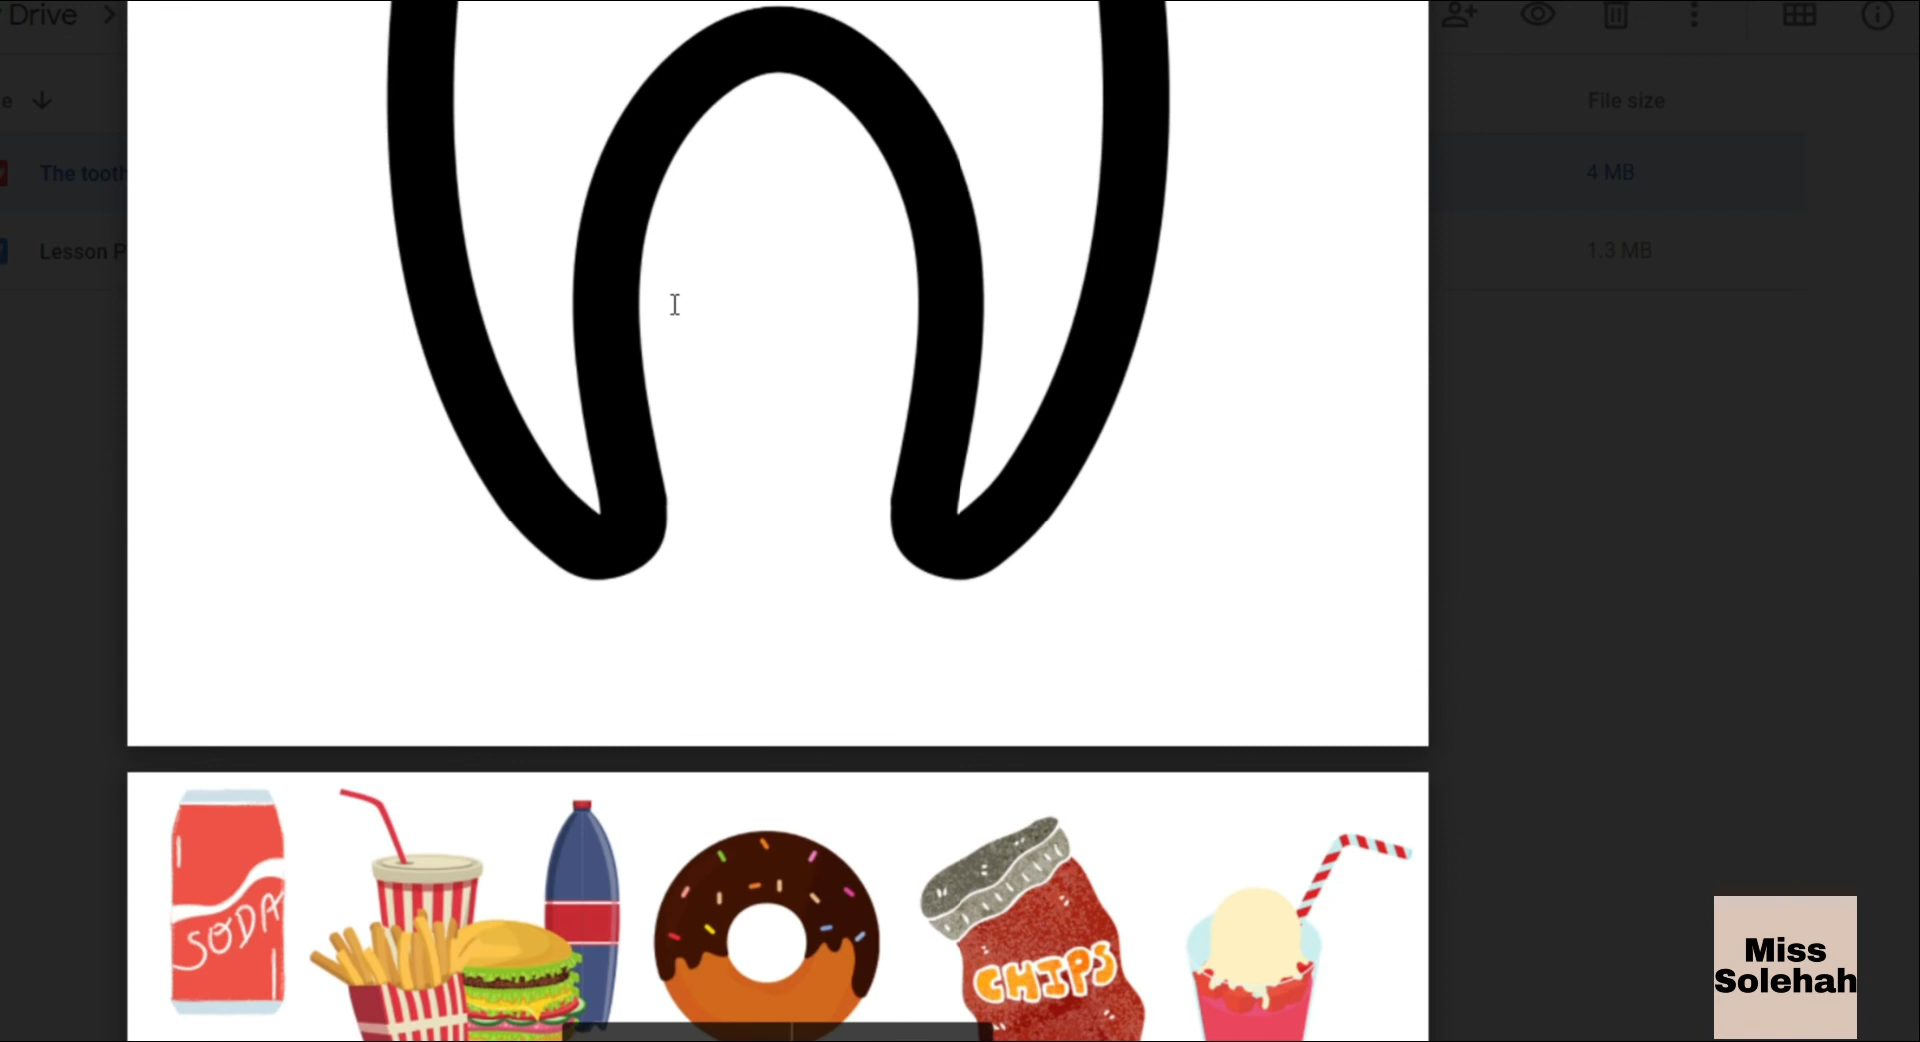 Drive
e
File size
The tooth
4 MB
Lesson P
1.3 MB
SODA
CHIPS
Miss
Solehah